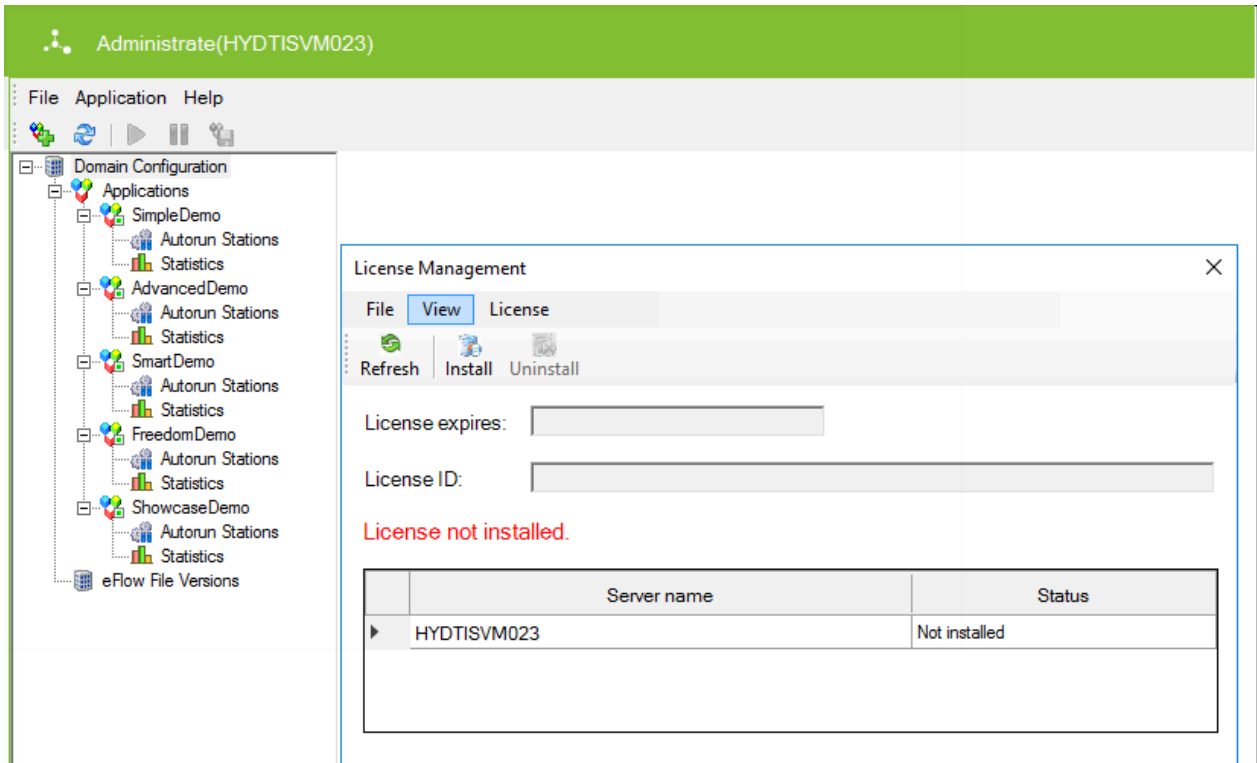 Administrate(HYDTISVM023)
File Application Help
Domain Configuration
Applications
SimpleDemo
Autorun Stations
Statistics
AdvancedDemo
Autorun Stations
Statistics
SmartDemo
Autorun Stations
Statistics
FreedomDemo
Autorun Stations
Statistics
ShowcaseDemo
Autorun Stations
Statistics
eFlow File Versions
License Management
File View License
Refresh Install Uninstall
License expires:
License ID:
License not installed.
Server name Status
HYDTISVM023 Not installed